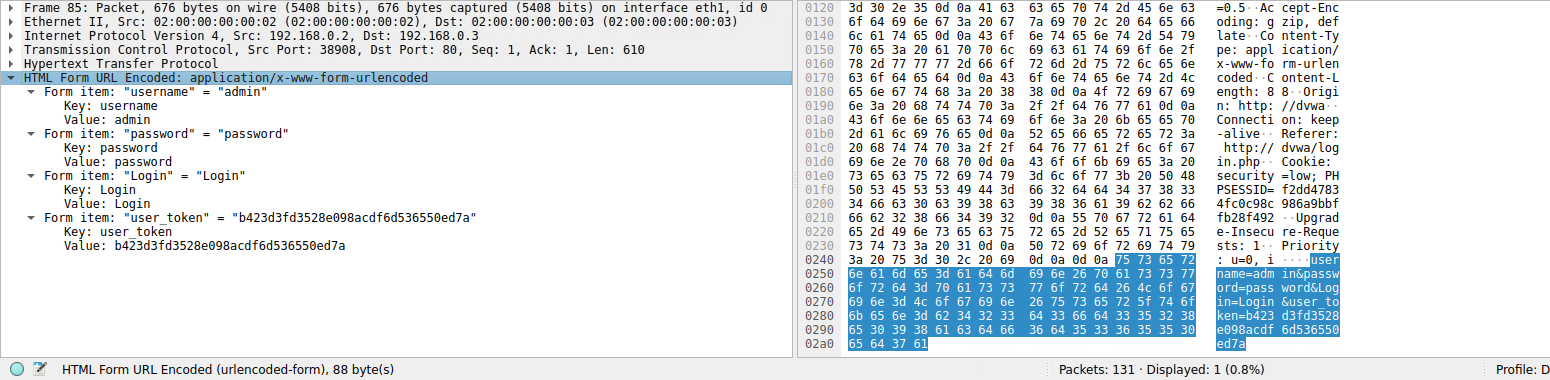 Frame 85: Packet, 676 bytes on wire (5408 bits), 676 bytes captured (5408 bits) on interface eth1, id 0
Ethernet II, Src: 02:00:00:00:00:02 (02:00:00:00:00:02), Dst: 02:00:00:00:00:03 (02:00:00:00:00:03)
Internet Protocol Version 4, Src: 192.168.0.2, Dst: 192.168.0.3
Transmission Control Protocol, Src Port: 38908, Dst Port: 80, Seq: 1, Ack: 1, Len: 610
Hypertext Transfer Protocol
HTML Form URL Encoded: application/x-www-form-urlencoded
Form item: "username" = "admin"
Key: username
Value: admin
Form item: "password" = "password"
Key: password
Value: password
Form item: "Login" = "Login"
Key: Login
Value: Login
Form item: "user_token" = "b423d3fd3528e098acdf6d536550ed7a"
Key: user_token
Value: b423d3fd3528e098acdf6d536550ed7a
0120 3d 30 2e 35 0d 0a 41 63 63 65 70 74 2d 45 6e 63 =0.5··Ac cept-Enc
0130 6f 64 69 6e 67 3a 20 67 7a 69 70 2c 20 64 65 66 oding: g zip, def
0140 6c 61 74 65 0d 0a 43 6f 6e 74 65 6e 74 2d 54 79 late··Co ntent-Ty
0150 70 65 3a 20 61 70 70 6c 69 63 61 74 69 6f 6e 2f pe: appl ication/
0160 78 2d 77 77 77 2d 66 6f 72 6d 2d 75 72 6c 65 6e x-www-fo rm-urlen
0170 63 6f 64 65 64 0d 0a 43 6f 6e 74 65 6e 74 2d 4c coded··C ontent-L
0180 65 6e 67 74 68 3a 20 38 38 0d 0a 4f 72 69 67 69 ength: 8 8··Origi
0190 6e 3a 20 68 74 74 70 3a 2f 2f 64 76 77 61 0d 0a n: http: //dvwa··
01a0 43 6f 6e 6e 65 63 74 69 6f 6e 3a 20 6b 65 65 70 Connecti on: keep
01b0 2d 61 6c 69 76 65 0d 0a 52 65 66 65 72 65 72 3a -alive·· Referer:
01c0 20 68 74 74 70 3a 2f 2f 64 76 77 61 2f 6c 6f 67 http:// dvwa/log
01d0 69 6e 2e 70 68 70 0d 0a 43 6f 6f 6b 69 65 3a 20 in.php·· Cookie:
01e0 73 65 63 75 72 69 74 79 3d 6c 6f 77 3b 20 50 48 security =low; PH
01f0 50 53 45 53 53 49 44 3d 66 32 64 64 34 37 38 33 PSESSID= f2dd4783
0200 34 66 63 30 63 39 38 63 39 38 36 61 39 62 62 66 4fc0c98c 986a9bbf
0210 66 62 32 38 66 34 39 32 0d 0a 55 70 67 72 61 64 fb28f492 ··Upgrad
0220 65 2d 49 6e 73 65 63 75 72 65 2d 52 65 71 75 65 e-Insecu re-Reque
0230 73 74 73 3a 20 31 0d 0a 50 72 69 6f 72 69 74 79 sts: 1·· Priority
0240 3a 20 75 3d 30 2c 20 69 0d 0a 0d 0a 75 73 65 72 : u=0, i ····user
0250 6e 61 6d 65 3d 61 64 6d 69 6e 26 70 61 73 73 77 name=adm in&passw
0260 6f 72 64 3d 70 61 73 73 77 6f 72 64 26 4c 6f 67 ord=pass word&Log
0270 69 6e 3d 4c 6f 67 69 6e 26 75 73 65 72 5f 74 6f in=Login &user_to
0280 6b 65 6e 3d 62 34 32 33 64 33 66 64 33 35 32 38 ken=b423 d3fd3528
0290 65 30 39 38 61 63 64 66 36 64 35 33 36 35 35 30 e098acdf 6d536550
02a0 65 64 37 61 ed7a
HTML Form URL Encoded (urlencoded-form), 88 byte(s)
Packets: 131 · Displayed: 1 (0.8%)
Profile: D